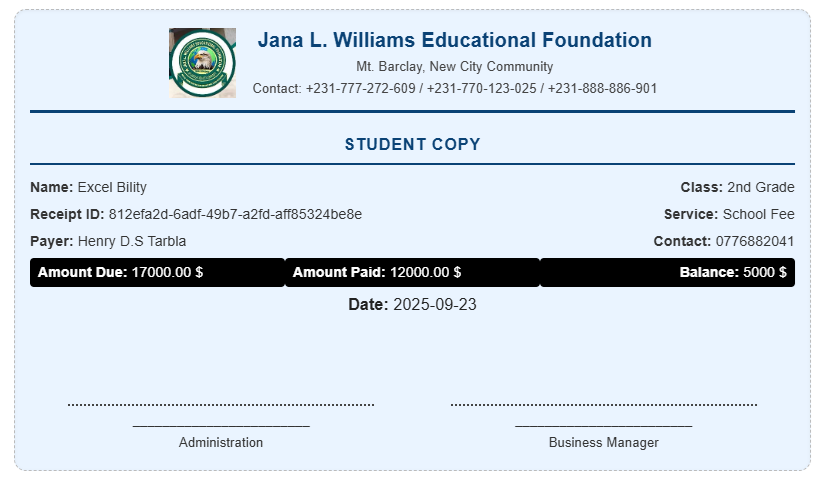 Jana L. Williams Educational Foundation
Mt. Barclay, New City Community
Contact: +231-777-272-609 / +231-770-123-025 / +231-888-886-901
STUDENT COPY
Name: Excel Bility
Class: 2nd Grade
Receipt ID: 812efa2d-6adf-49b7-a2fd-aff85324be8e
Service: School Fee
Payer: Henry D.S Tarbla
Contact: 0776882041
Amount Due: 17000.00 $
Amount Paid: 12000.00 $
Balance: 5000 $
Date: 2025-09-23
Administration
Business Manager